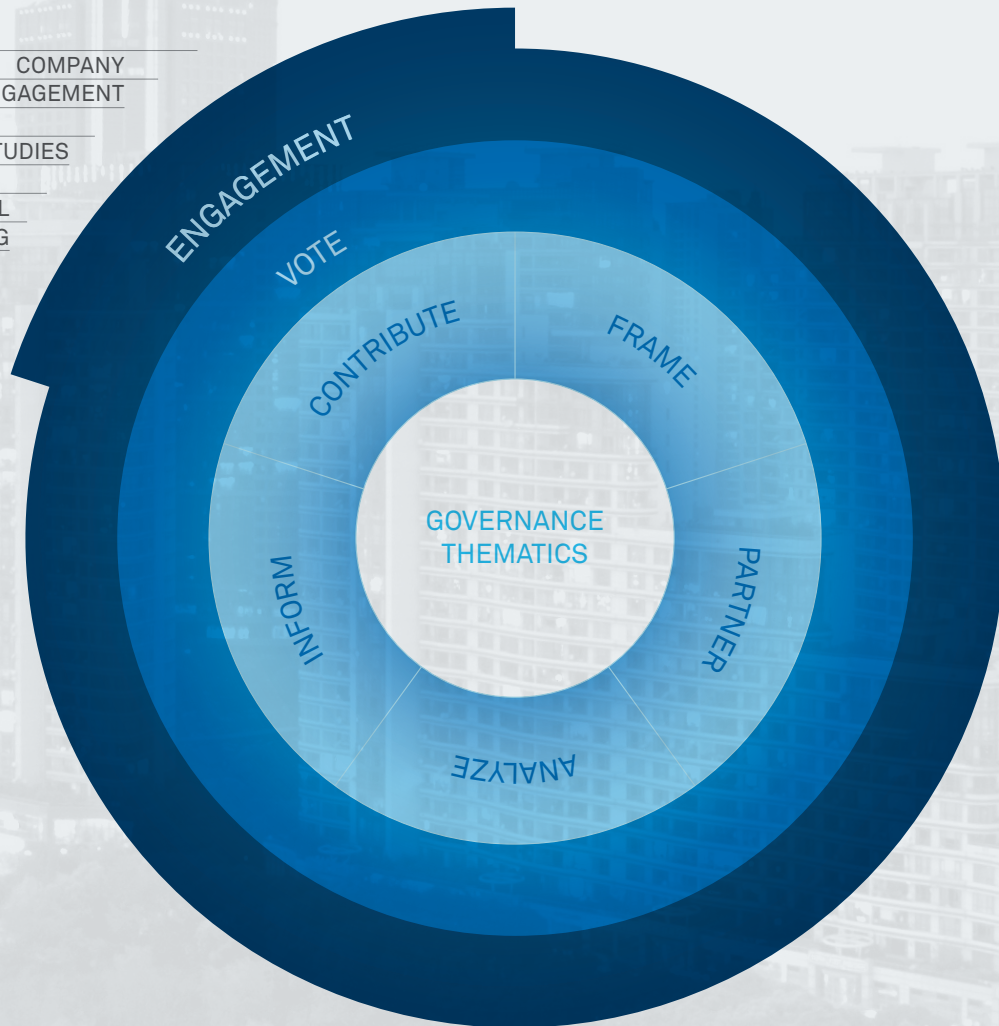 COMPANY
GAGEMENT
TUDIES
L
G
ENGAGEMENT
VOTE
CONTRIBUTE
FRAME
PARTNER
ANALYZE
INFORM
GOVERNANCE
THEMATICS